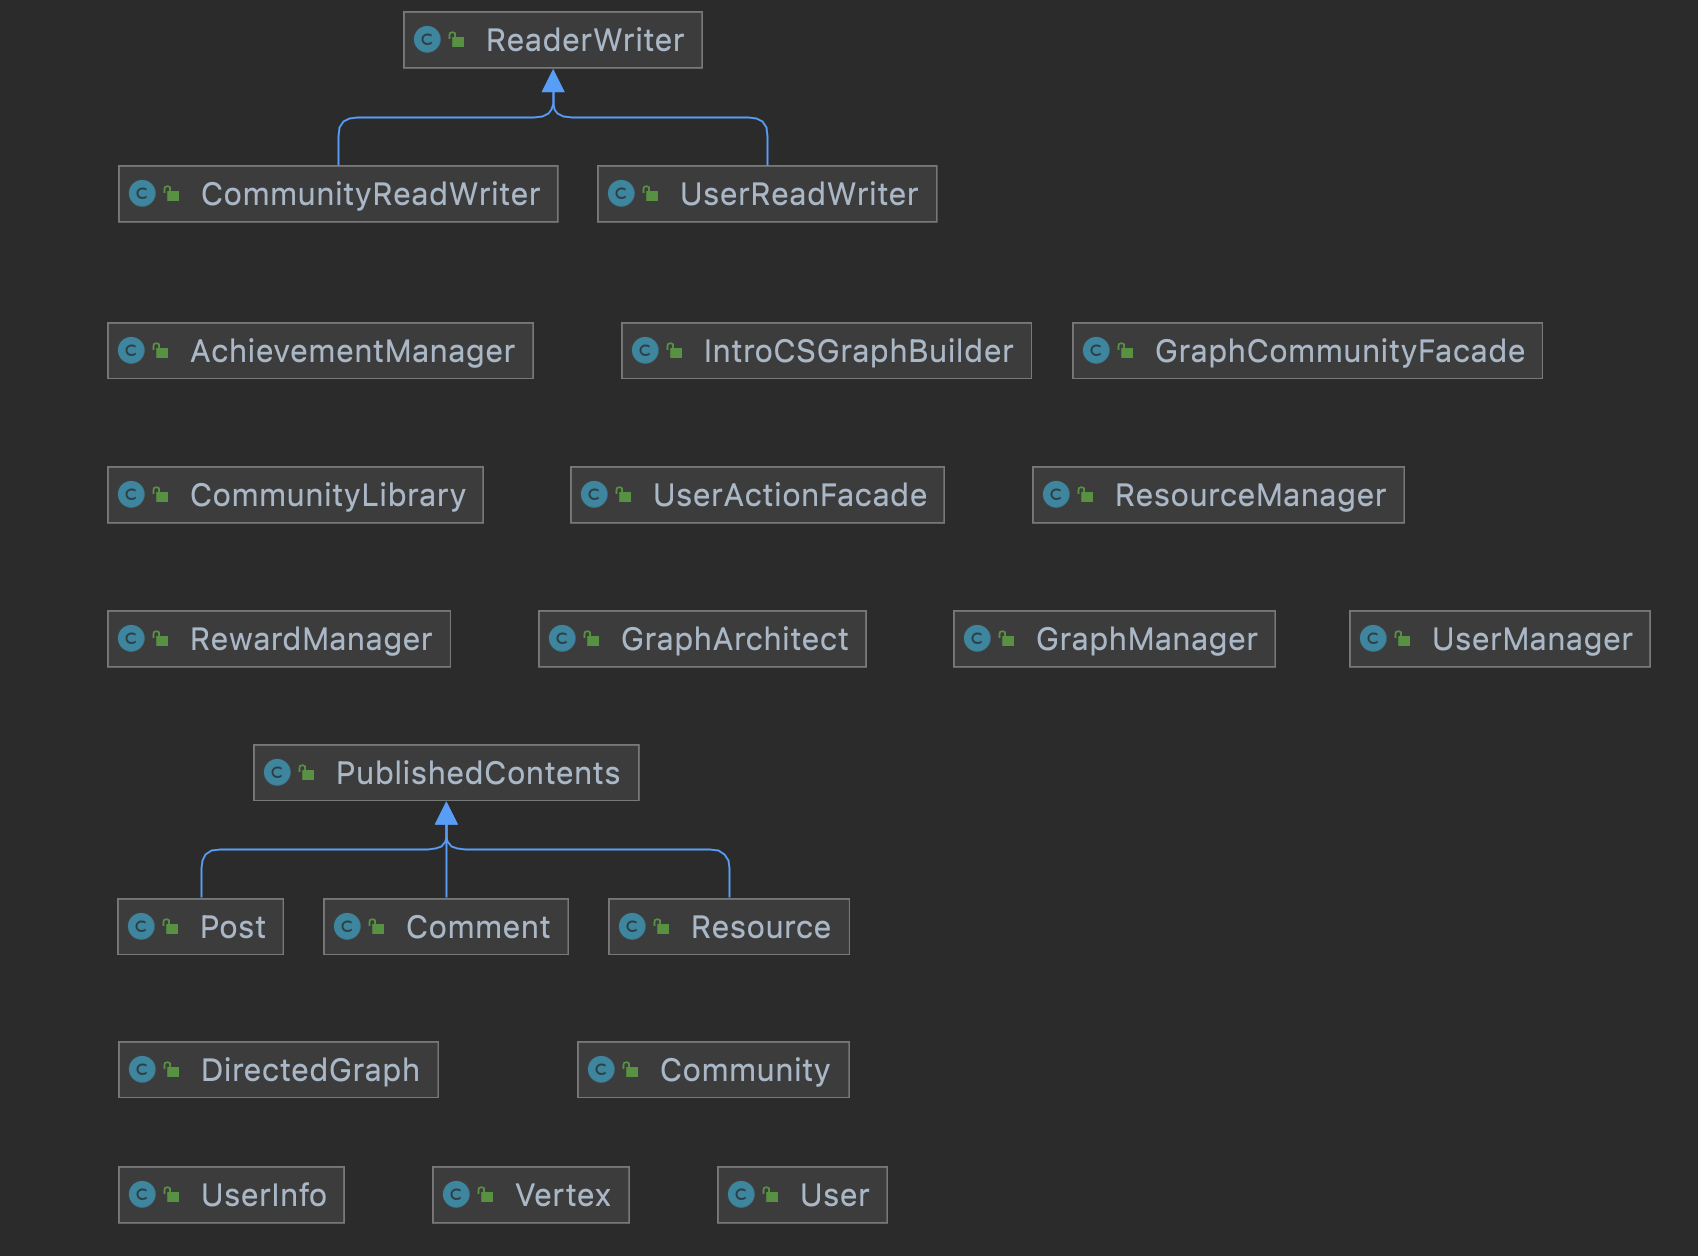 ReaderWriter
CommunityReadWriter UserReadWriter
AchievementManager IntroCSGraphBuilder GraphCommunityFacade
CommunityLibrary UserActionFacade ResourceManager
RewardManager GraphArchitect GraphManager UserManager
PublishedContents
Post Comment Resource
DirectedGraph Community
UserInfo Vertex User